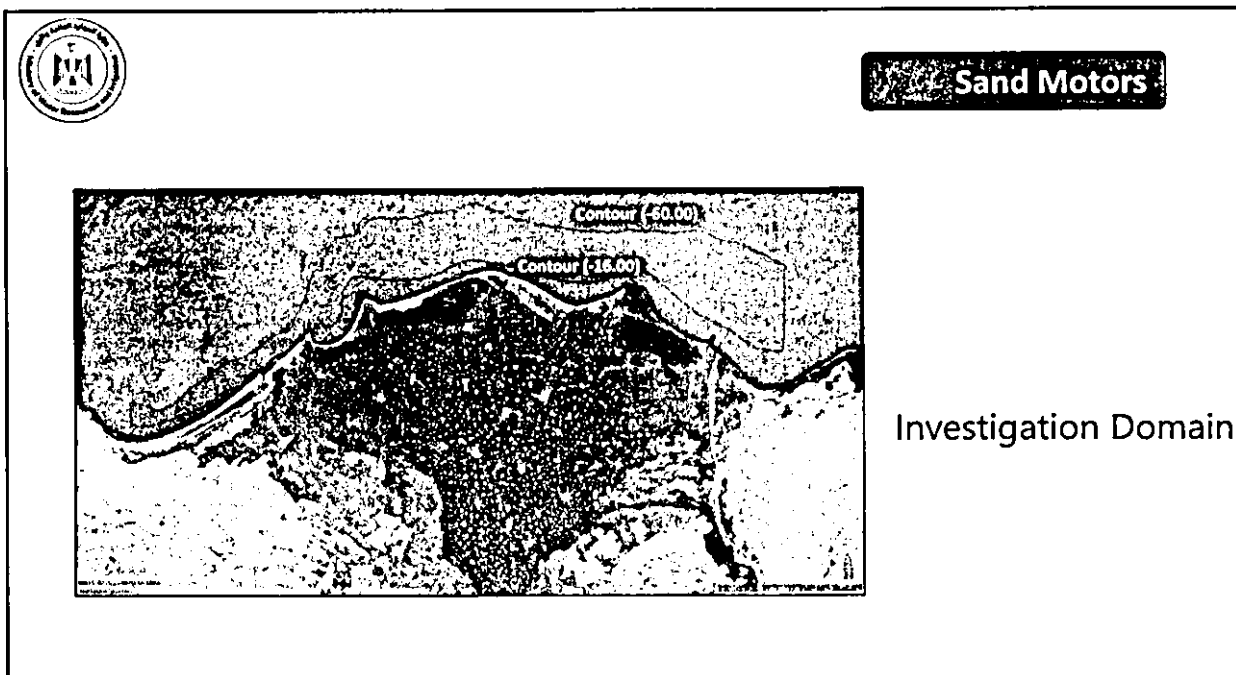 Sand Motors
Contour (-60.00)
Contour (-16.00)
Investigation Domain